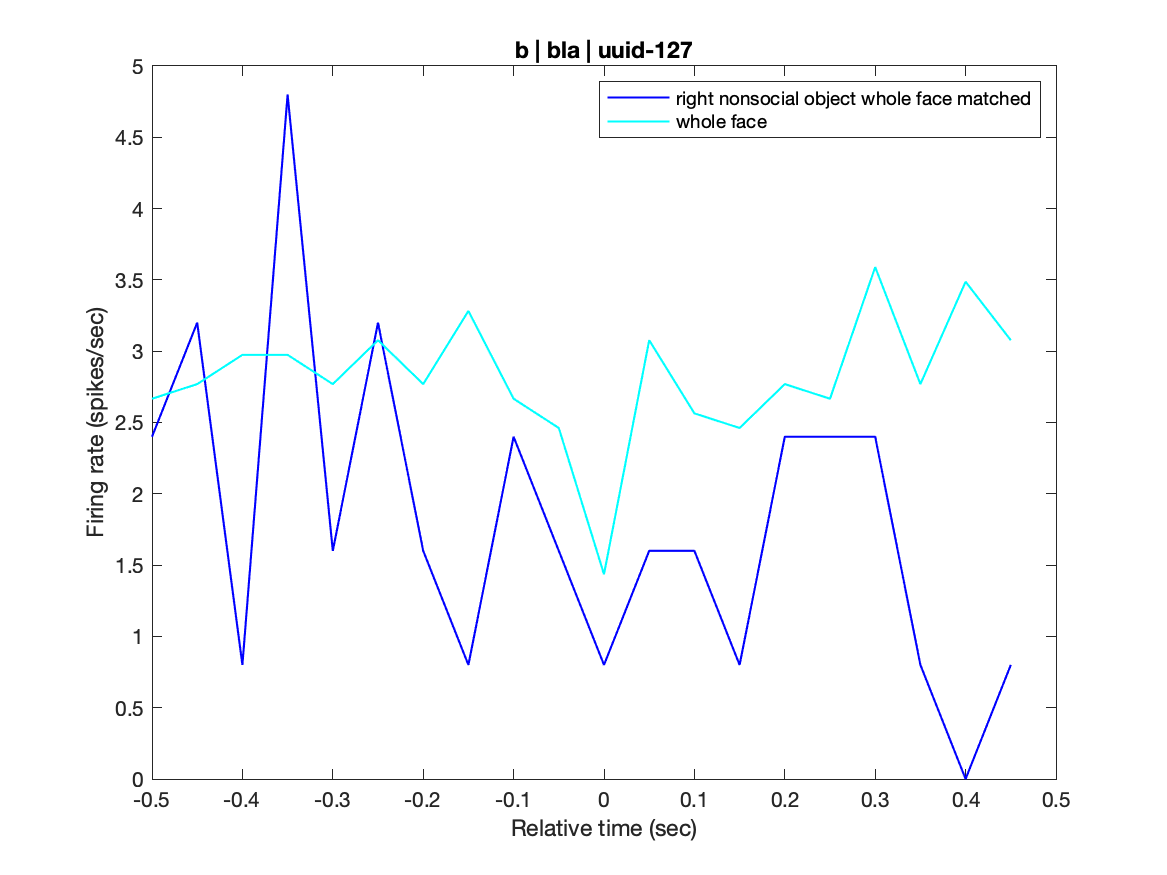 b | bla | uuid-127
right nonsocial object whole face matched
whole face
5
4.5
4
3.5
3
2.5
2
1.5
1
0.5
0
Firing rate (spikes/sec)
-0.5 -0.4 -0.3 -0.2 -0.1 0 0.1 0.2 0.3 0.4 0.5
Relative time (sec)